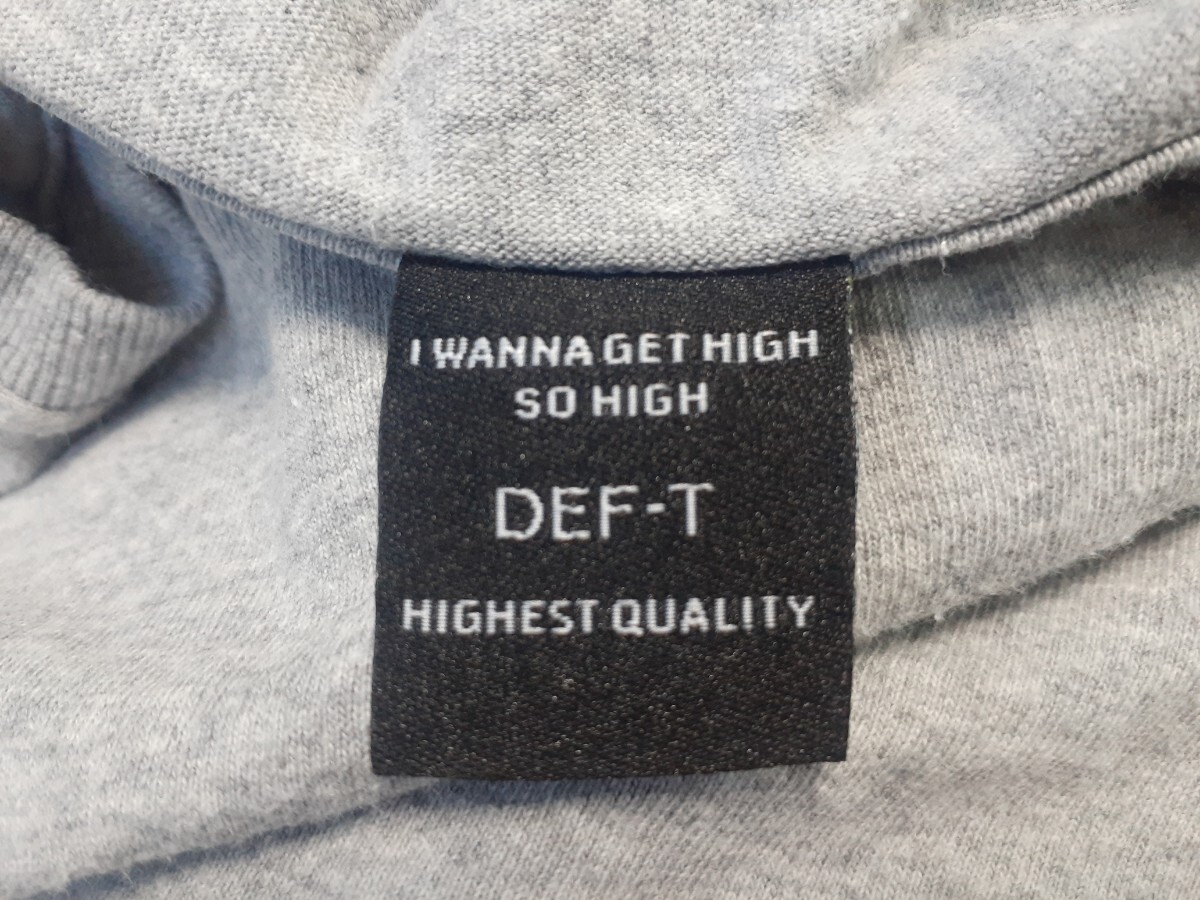 I WANNA GET HIGH
SO HIGH
DEF-T
HIGHEST QUALITY